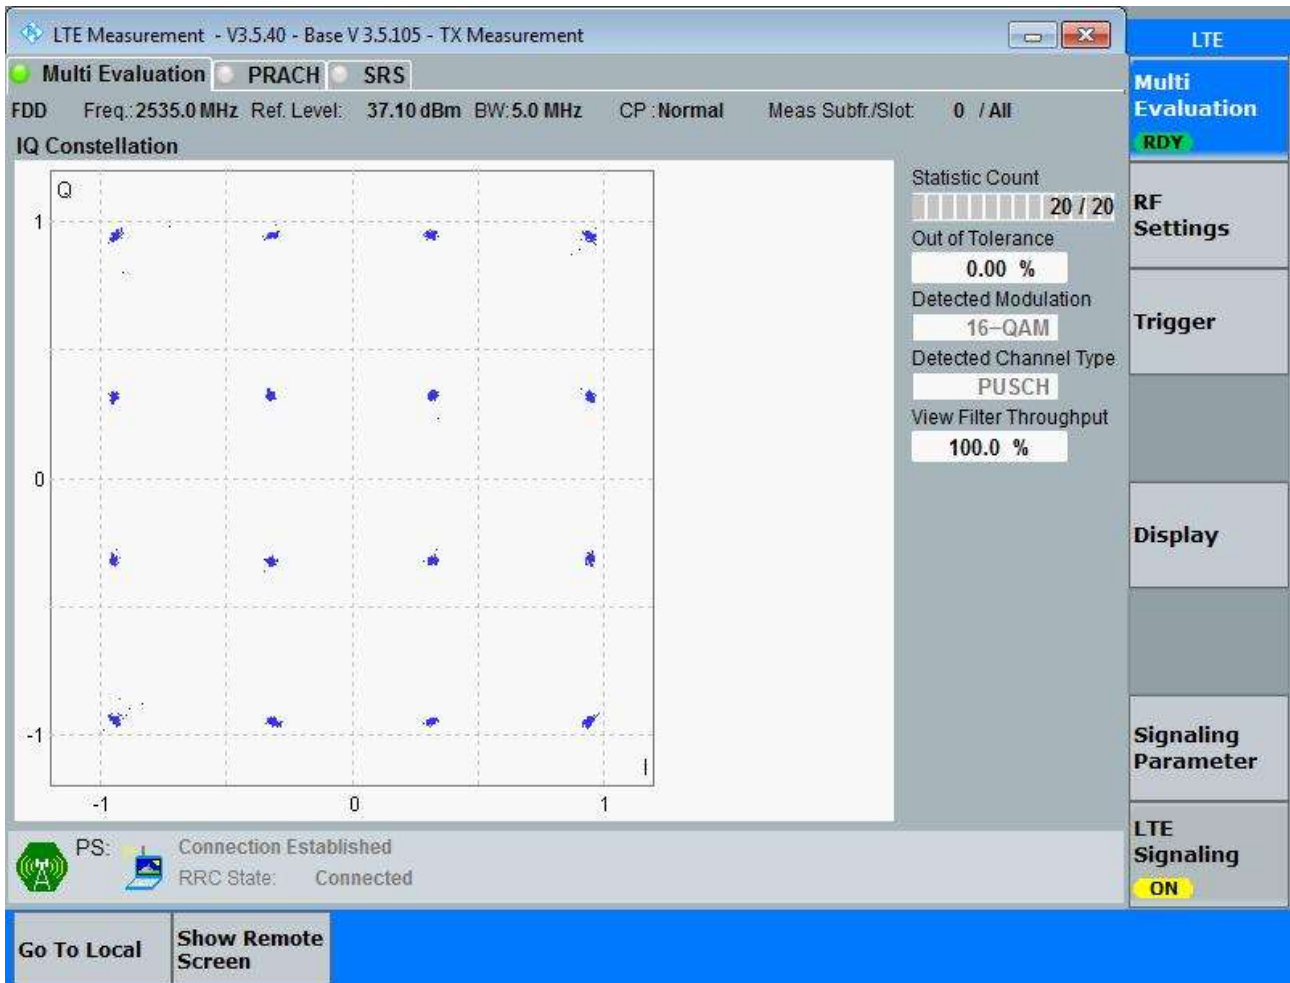 LTE Measurement - V3.5.40 - Base V 3.5.105 - TX Measurement
Multi Evaluation PRACH SRS
FDD Freq.: 2535.0 MHz Ref. Level: 37.10 dBm BW: 5.0 MHz CP : Normal Meas Subfr./Slot: 0 / All
IQ Constellation
Q
1
0
-1
I
-1 0 1
Statistic Count
20 / 20
Out of Tolerance
0.00 %
Detected Modulation
16-QAM
Detected Channel Type
PUSCH
View Filter Throughput
100.0 %
PS: Connection Established
RRC State: Connected
LTE
Multi
Evaluation
RDY
RF
Settings
Trigger
Display
Signaling
Parameter
LTE
Signaling
ON
Go To Local
Show Remote
Screen